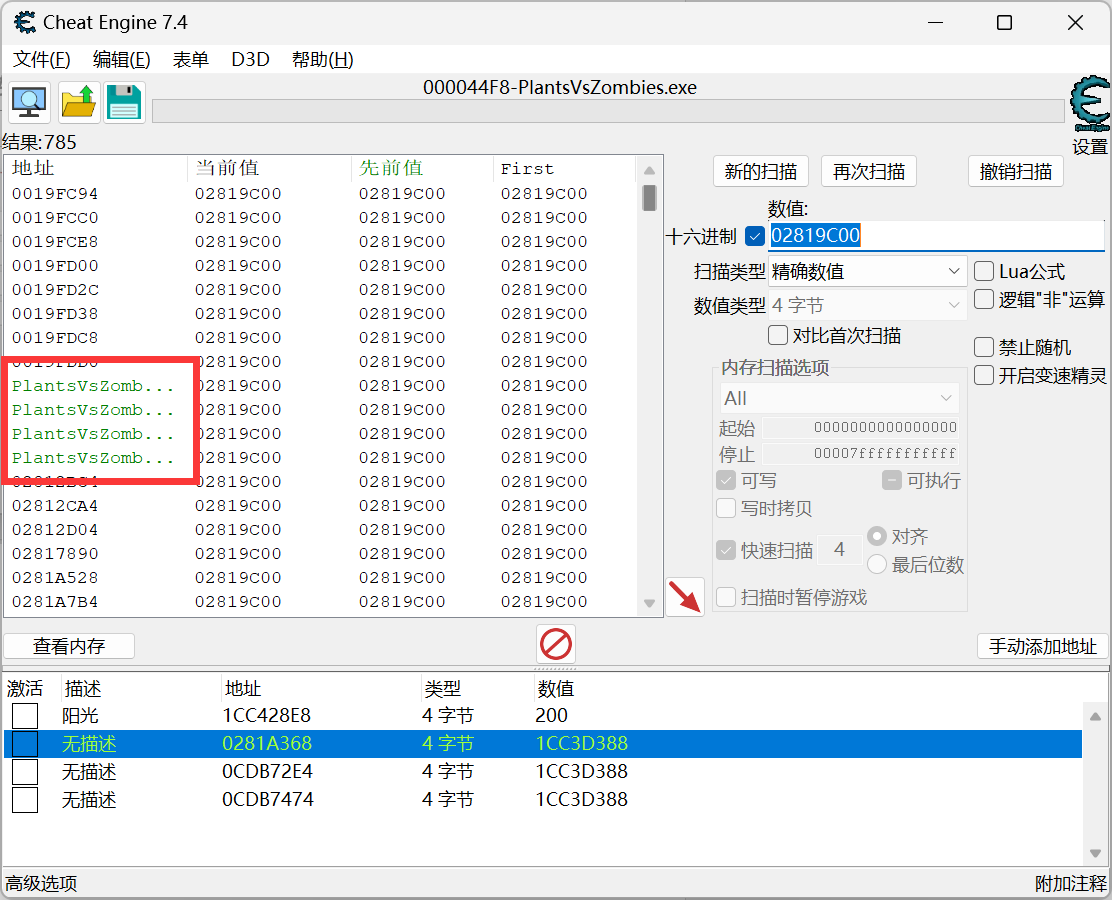 Cheat Engine 7.4
文件(F) 编辑(E) 表单 D3D 帮助(H)
000044F8-PlantsVsZombies.exe
Cheat Engine
设置
结果:785
地址 当前值 先前值 First
0019FC94 02819C00 02819C00 02819C00
0019FCC0 02819C00 02819C00 02819C00
0019FCE8 02819C00 02819C00 02819C00
0019FD00 02819C00 02819C00 02819C00
0019FD2C 02819C00 02819C00 02819C00
0019FD38 02819C00 02819C00 02819C00
0019FDC8 02819C00 02819C00 02819C00
02819C00 02819C00 02819C00
PlantsVsZomb... 02819C00 02819C00 02819C00
PlantsVsZomb... 02819C00 02819C00 02819C00
PlantsVsZomb... 02819C00 02819C00 02819C00
PlantsVsZomb... 02819C00 02819C00 02819C00
02819C00 02819C00 02819C00
02812CA4 02819C00 02819C00 02819C00
02812D04 02819C00 02819C00 02819C00
02817890 02819C00 02819C00 02819C00
0281A528 02819C00 02819C00 02819C00
0281A7B4 02819C00 02819C00 02819C00
新的扫描 再次扫描 撤销扫描
数值:
十六进制 02819C00
扫描类型 精确数值 Lua公式
数值类型 4 字节 逻辑"非"运算
对比首次扫描
禁止随机
内存扫描选项
开启变速精灵
All
起始 0000000000000000
停止 00007fffffffffff
可写 可执行
写时拷贝
快速扫描 4 对齐
最后位数
扫描时暂停游戏
查看内存 手动添加地址
激活 描述 地址 类型 数值
阳光 1CC428E8 4 字节 200
无描述 0281A368 4 字节 1CC3D388
无描述 0CDB72E4 4 字节 1CC3D388
无描述 0CDB7474 4 字节 1CC3D388
高级选项 附加注释